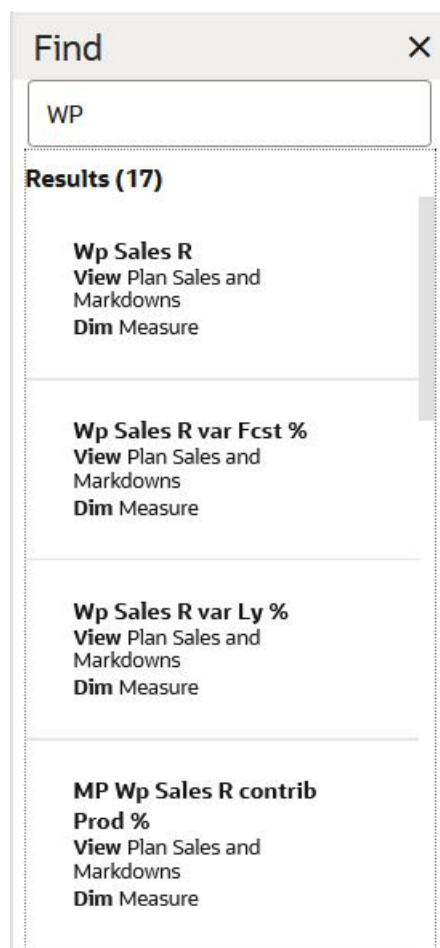 Find
WP
Results (17)
Wp Sales R
View Plan Sales and
Markdowns
Dim Measure
Wp Sales R var Fcst %
View Plan Sales and
Markdowns
Dim Measure
Wp Sales R var Ly %
View Plan Sales and
Markdowns
Dim Measure
MP Wp Sales R contrib
Prod %
View Plan Sales and
Markdowns
Dim Measure